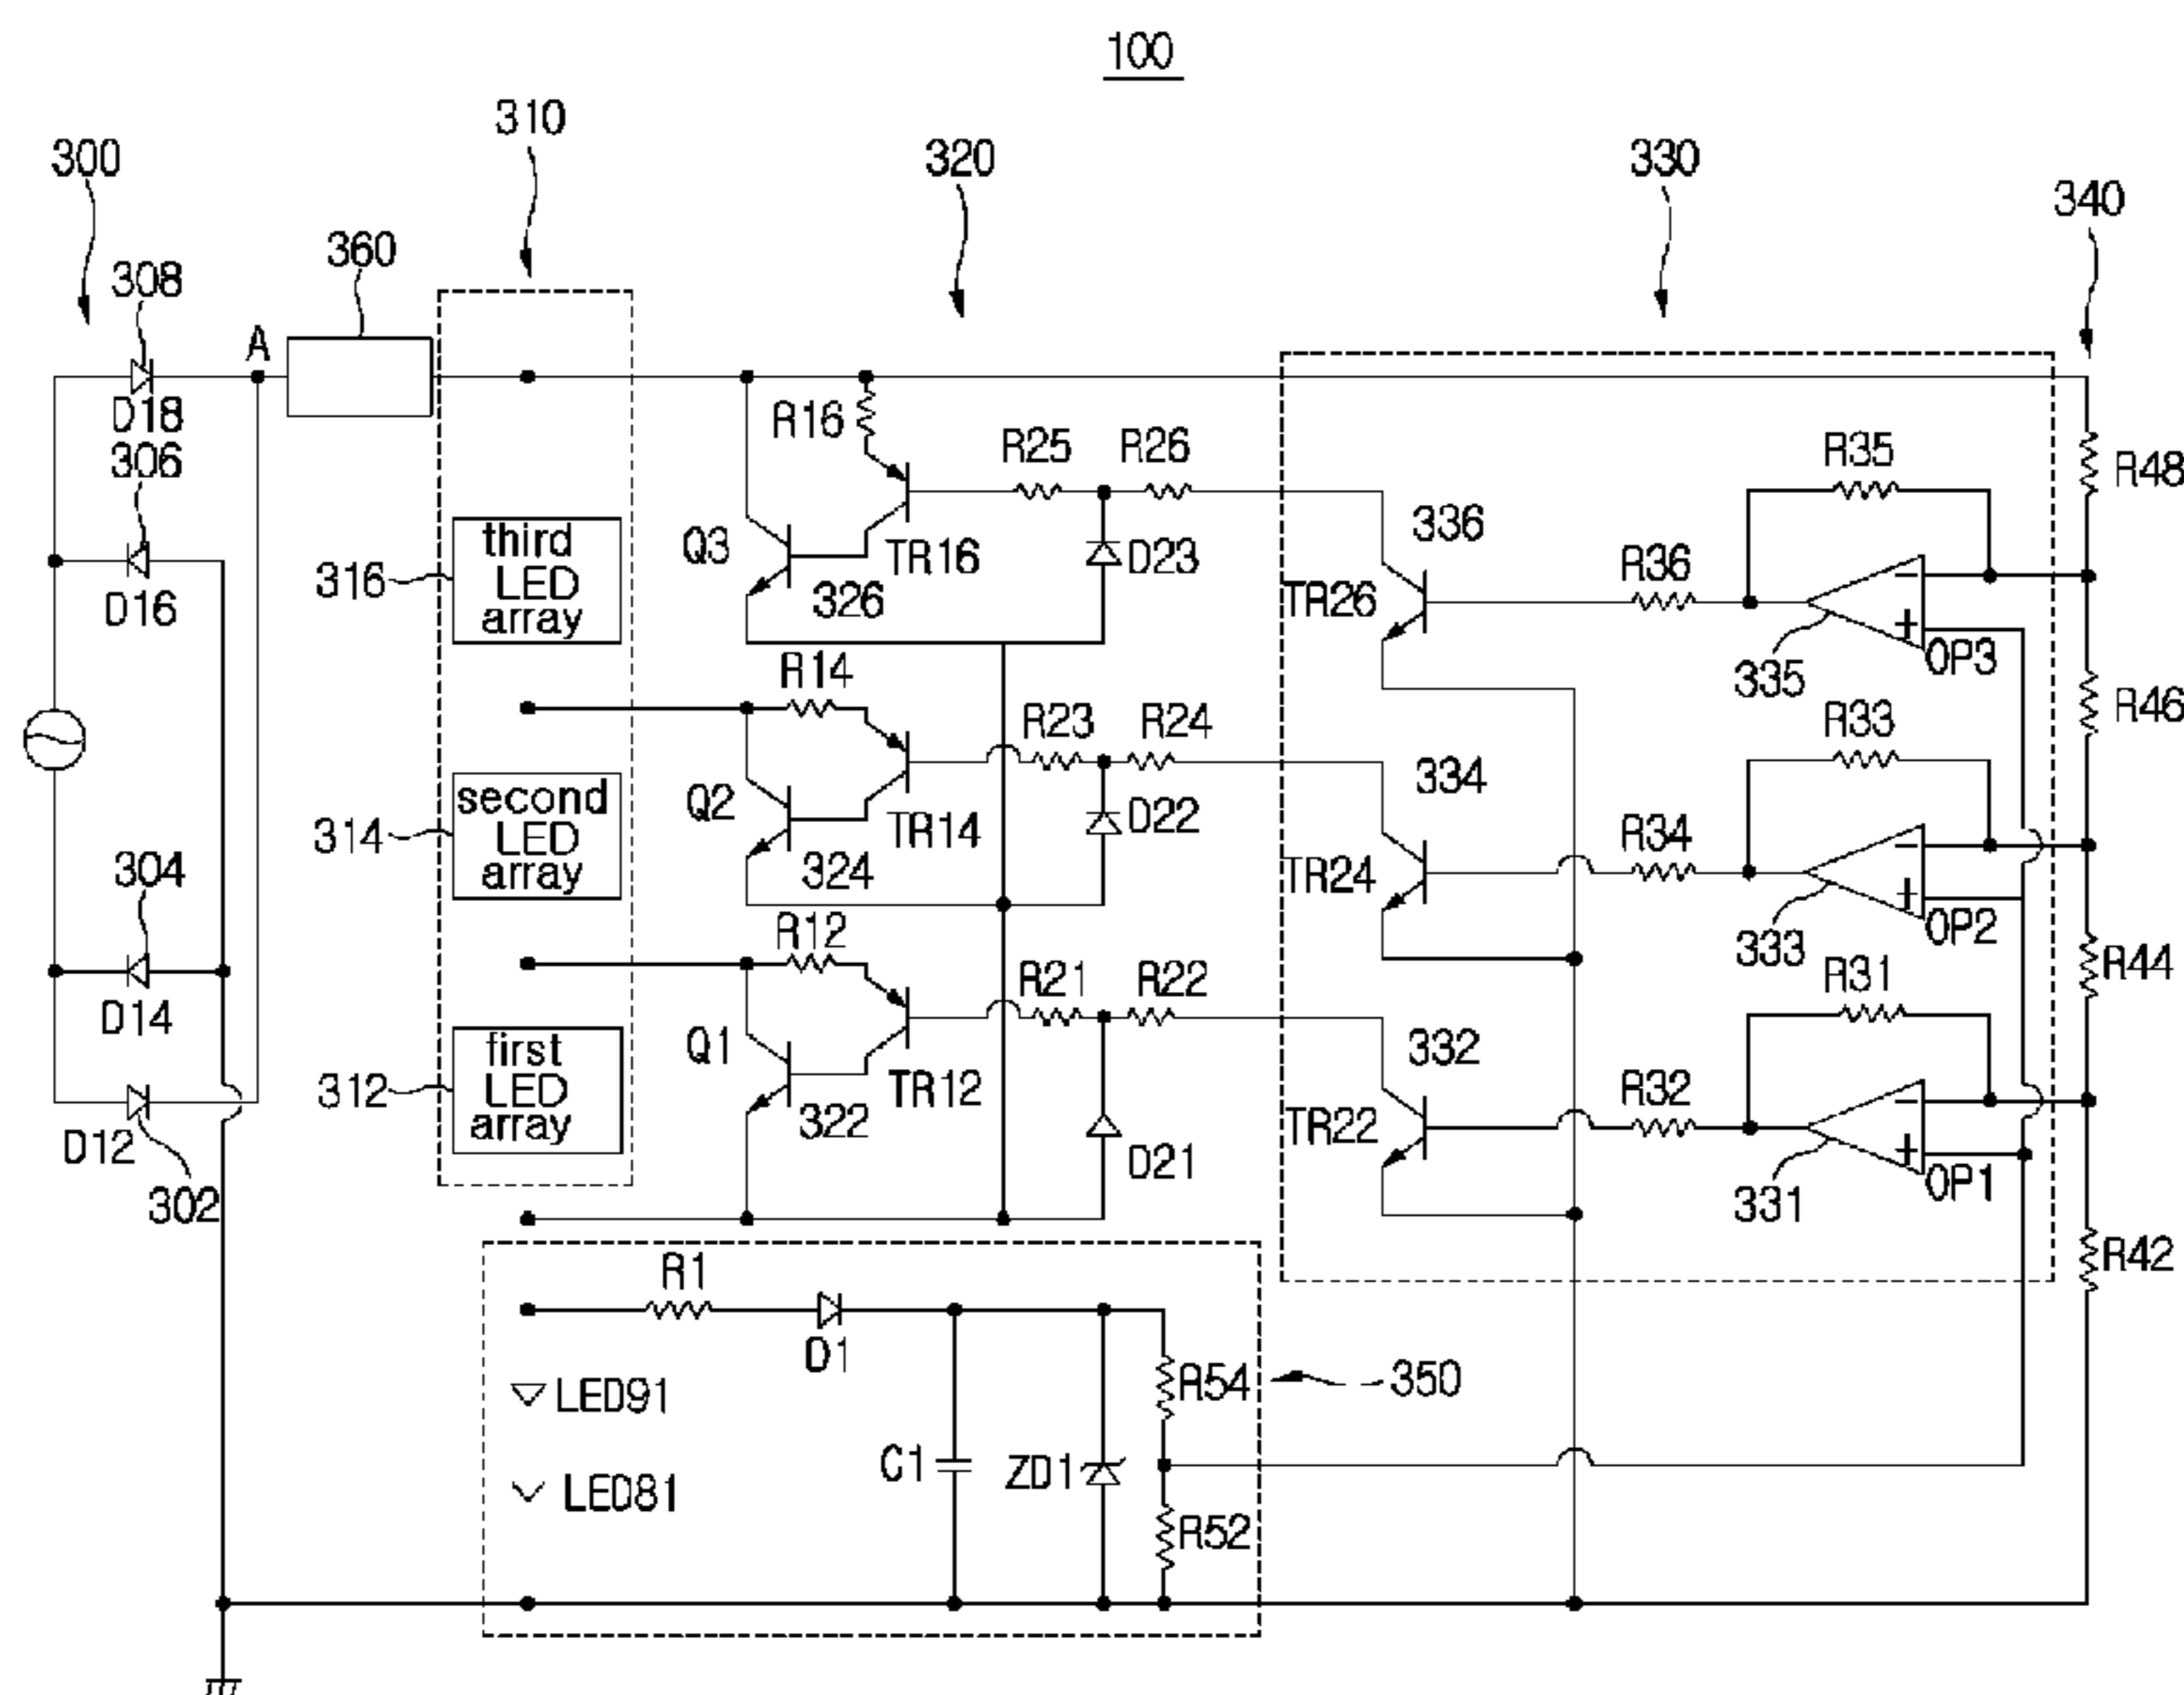 100
310
300
320
330
340
360
308
A
D18
306
R16
R25
R26
R35
R48
Q3
TR16
D23
336
third
LED
array
316
D16
326
TR26
R36
OP3
335
R14
R46
R23
R24
R33
334
second
LED
array
314
Q2
TR14
D22
324
TR24
R34
OP2
333
304
R12
D14
R21
R22
R31
R44
332
first
LED
array
312
Q1
TR12
322
D12
302
D21
TR22
R32
OP1
331
R42
R1
D1
LED91
R54
350
C1
ZD1
LED81
R52